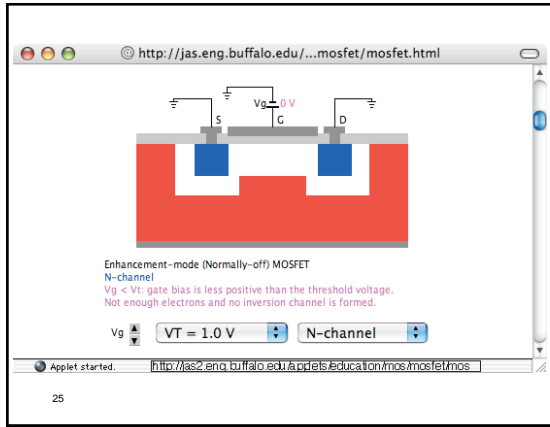 http://jas.eng.buffalo.edu/...mosfet/mosfet.html
Vg 0 V
S G D
Enhancement-mode (Normally-off) MOSFET
N-channel
Vg < Vt: gate bias is less positive than the threshold voltage.
Not enough electrons and no inversion channel is formed.
Vg VT = 1.0 V N-channel
Applet started. http://jas2.eng.buffalo.edu/applets/education/mos/mosfet/mos
25